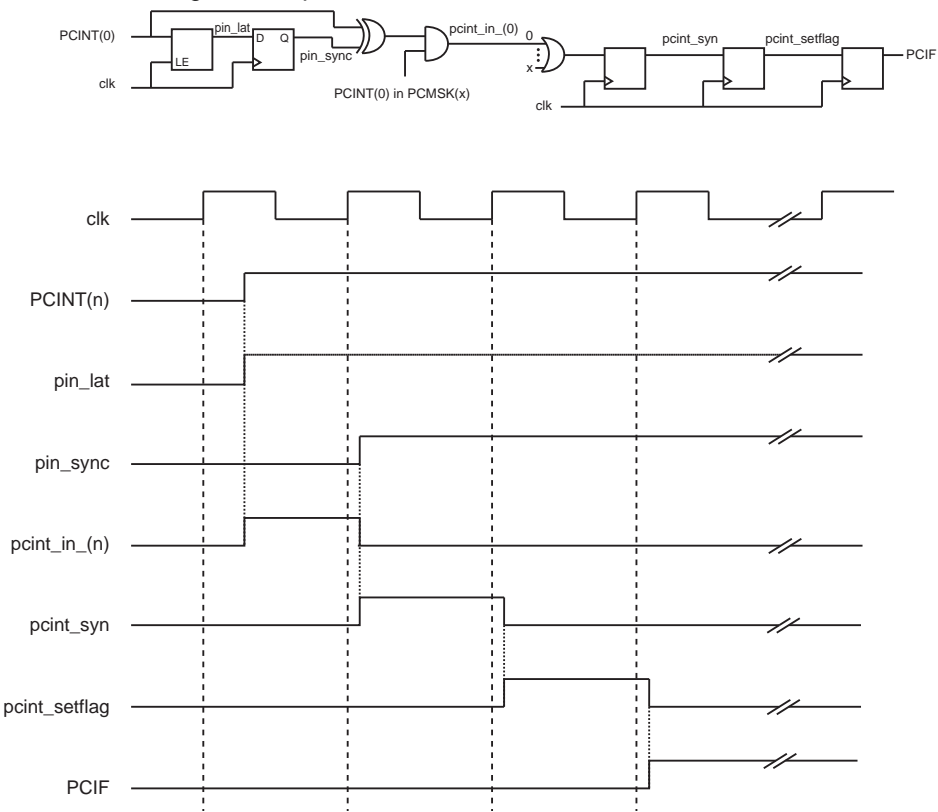 PCINT(0)
clk
LE
pin_lat
D Q
pin_sync
PCINT(0) in PCMSK(x)
pcint_in_(0)
0
x
clk
pcint_syn
pcint_setflag
PCIF
clk
PCINT(n)
pin_lat
pin_sync
pcint_in_(n)
pcint_syn
pcint_setflag
PCIF